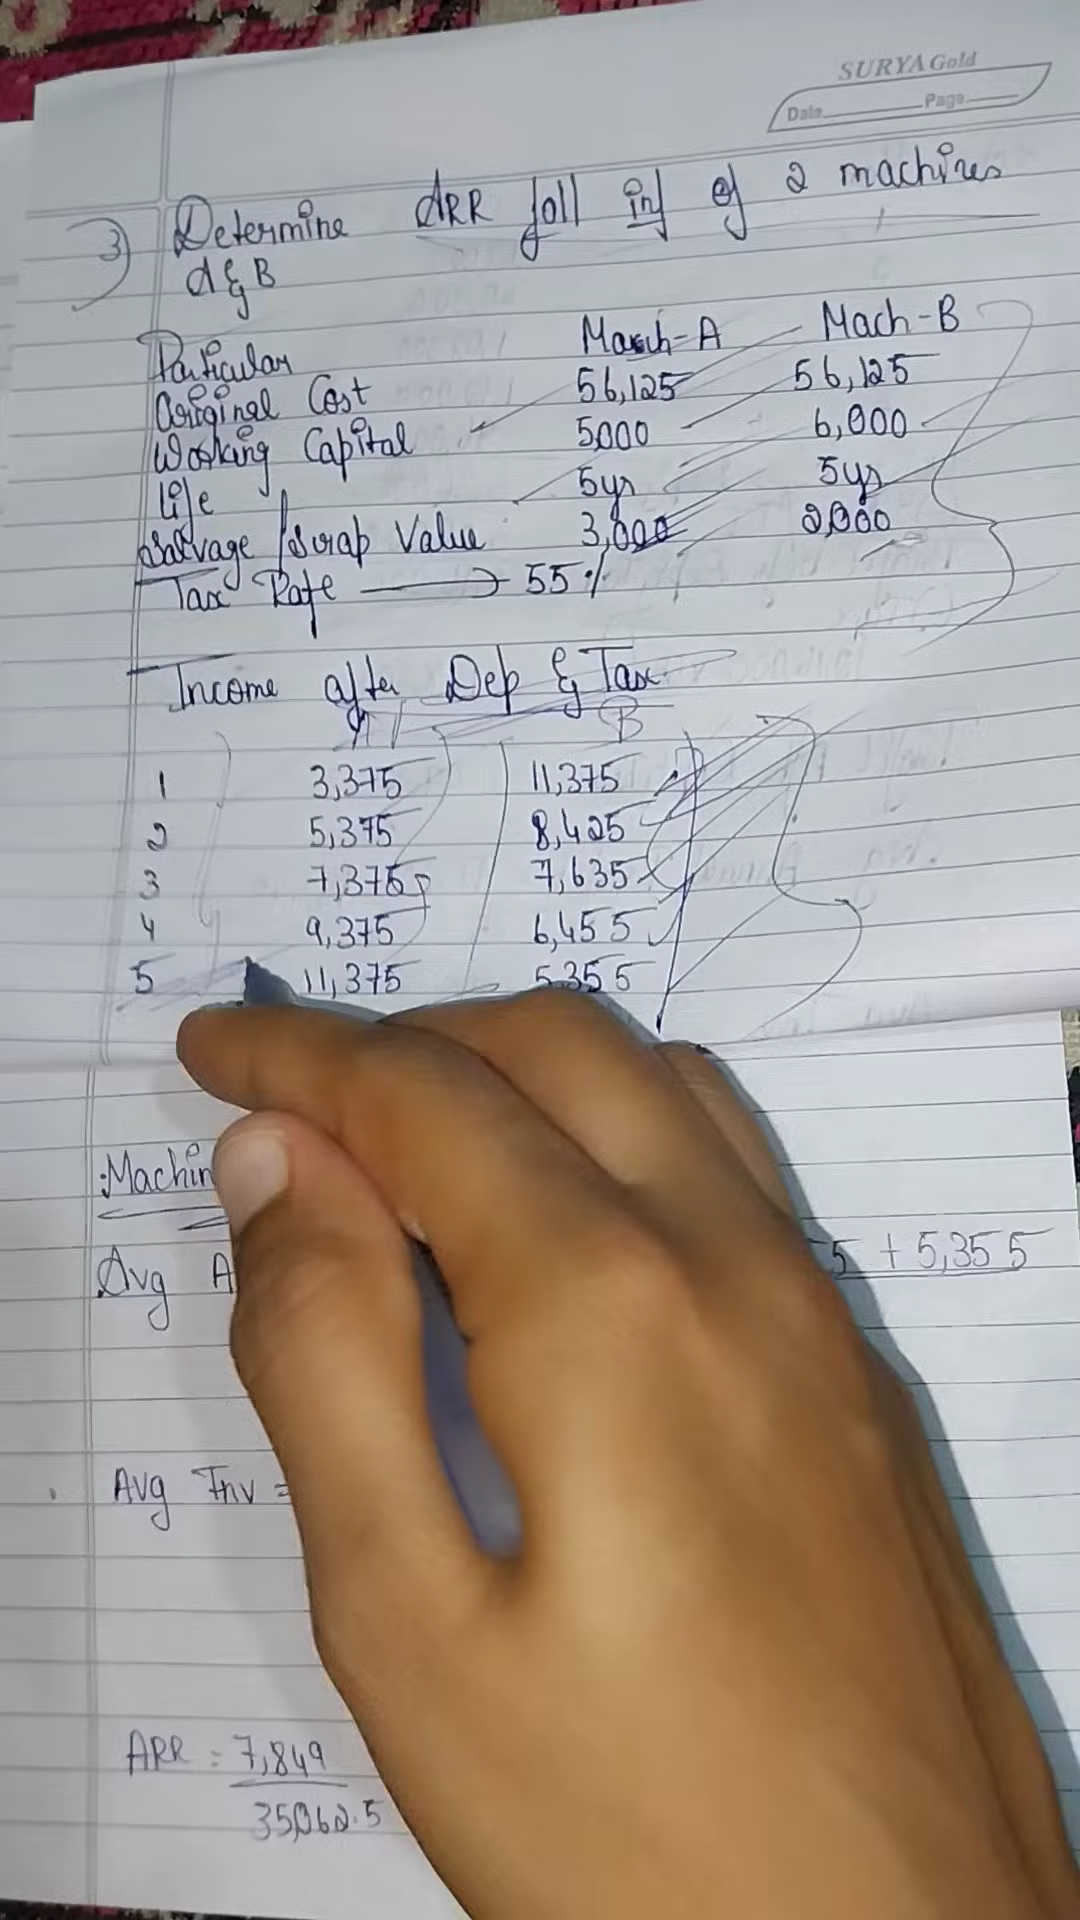 SURYA Gold
Date Page
3) Determine ARR foll inf of 2 machines
A & B
Particular Mach-A Mach-B
Original Cost 56,125 56,125
Working Capital 5000 6,000
Life 5yr 5yr
Salvage/Scrap Value 3,000 2,000
Tax Rate → 55%
Income after Dep & Tax
A B
1 3,375 11,375
2 5,375 8,425
3 7,375 7,635
4 9,375 6,455
5 11,375 5,355
Machin
Avg A 5 + 5,355
Avg Inv =
ARR = 7,849
35,062.5